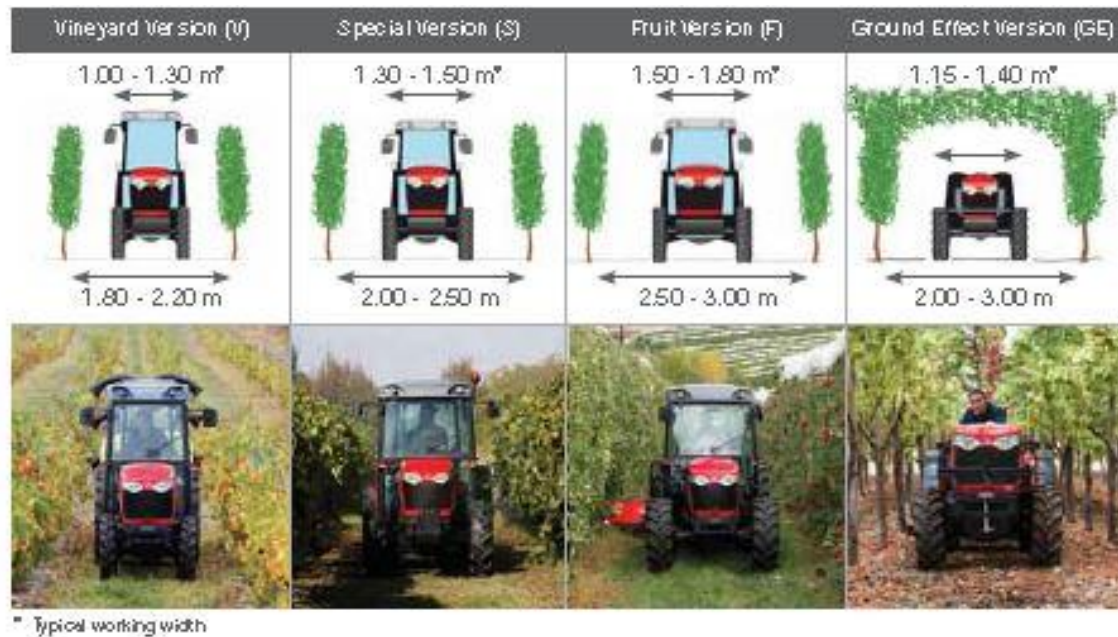 Vineyard Version (V)
Special Version (S)
Fruit Version (F)
Ground Effect Version (GE)
1.00 - 1.30 m*
1.30 - 1.50 m*
1.50 - 1.80 m*
1.15 - 1.40 m*
1.80 - 2.20 m
2.00 - 2.50 m
2.50 - 3.00 m
2.00 - 3.00 m
* Typical working width